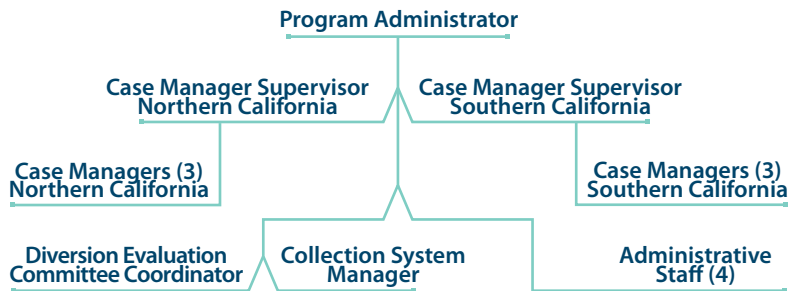 Program Administrator
Case Manager Supervisor
Northern California
Case Manager Supervisor
Southern California
Case Managers (3)
Northern California
Case Managers (3)
Southern California
Diversion Evaluation
Committee Coordinator
Collection System
Manager
Administrative
Staff (4)